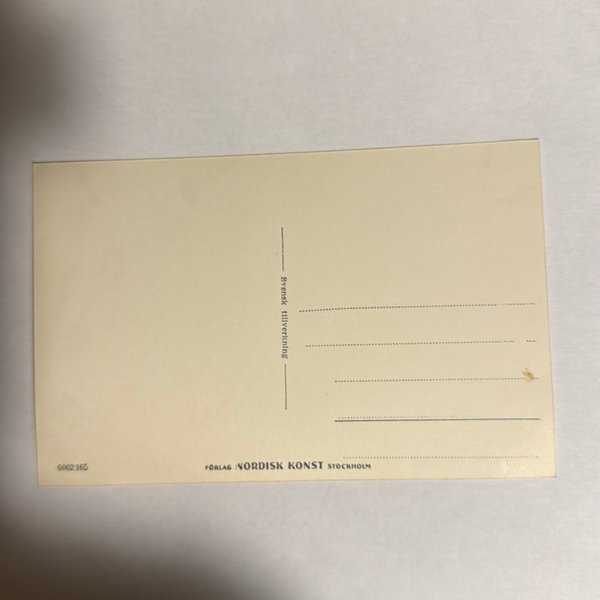 Svensk tillverkning
6002/165
FÖRLAG NORDISK KONST STOCKHOLM